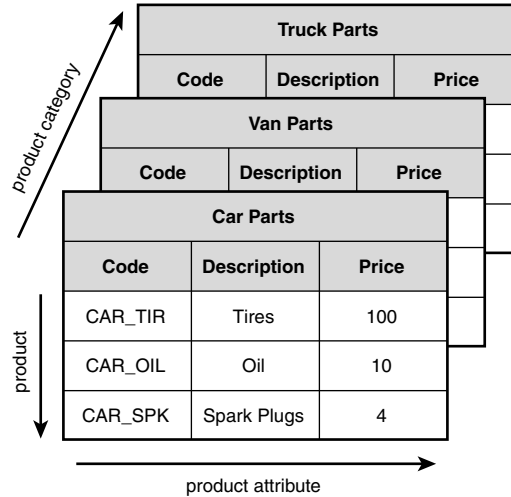 Truck Parts
Code Description Price
product category
Van Parts
Code Description Price
Car Parts
Code Description Price
CAR_TIR Tires 100
CAR_OIL Oil 10
CAR_SPK Spark Plugs 4
product
product attribute